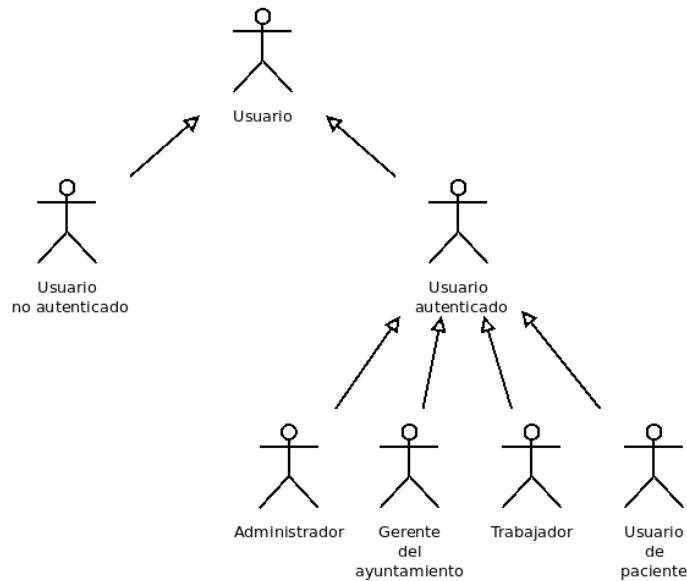 Usuario
Usuario
no autenticado
Usuario
autenticado
Administrador
Gerente
del
ayuntamiento
Trabajador
Usuario
de
paciente